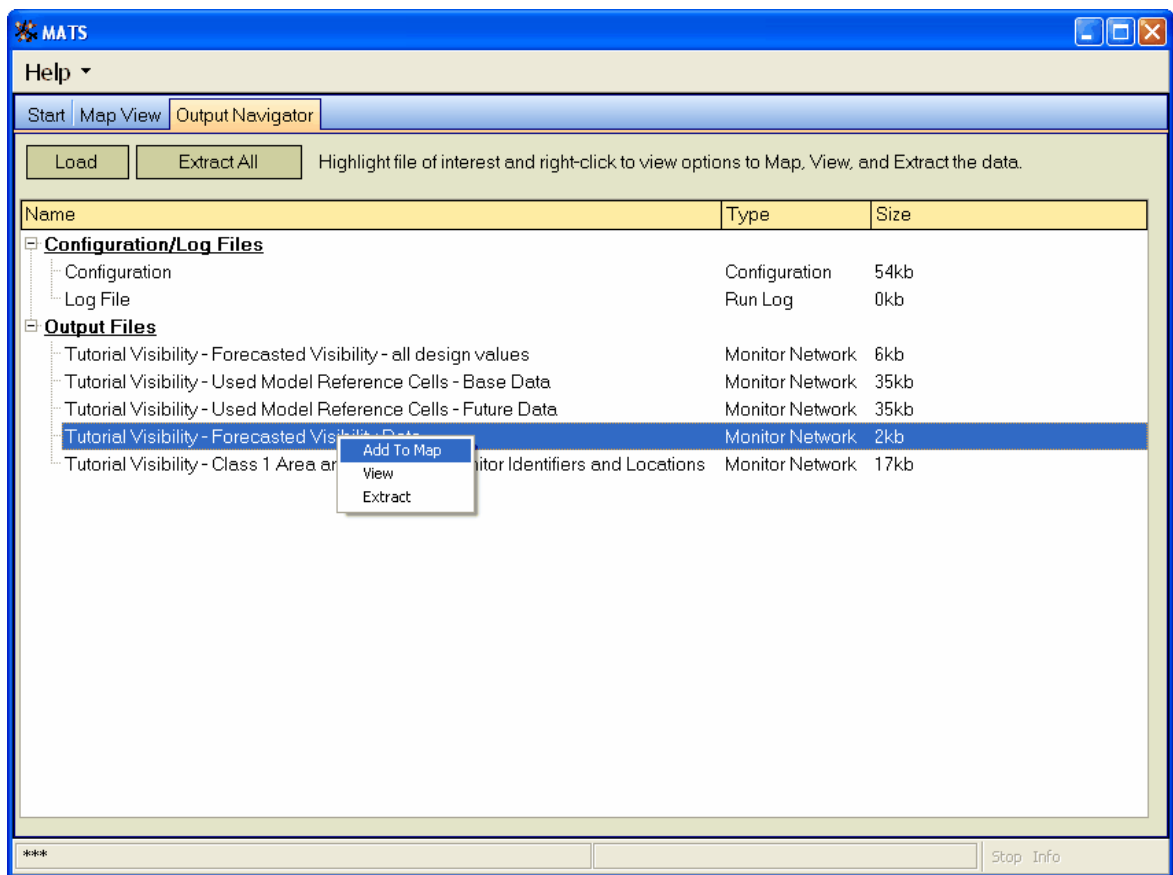 MATS
Help
Start Map View Output Navigator
Load Extract All Highlight file of interest and right-click to view options to Map, View, and Extract the data.
Name Type Size
Configuration/Log Files
Configuration Configuration 54kb
Log File Run Log 0kb
Output Files
Tutorial Visibility - Forecasted Visibility - all design values Monitor Network 6kb
Tutorial Visibility - Used Model Reference Cells - Base Data Monitor Network 35kb
Tutorial Visibility - Used Model Reference Cells - Future Data Monitor Network 35kb
Tutorial Visibility - Forecasted Visibility Data Monitor Network 2kb
Add To Map
Tutorial Visibility - Class 1 Area Identifiers and Locations Monitor Network 17kb
View
Extract
*** Stop Info